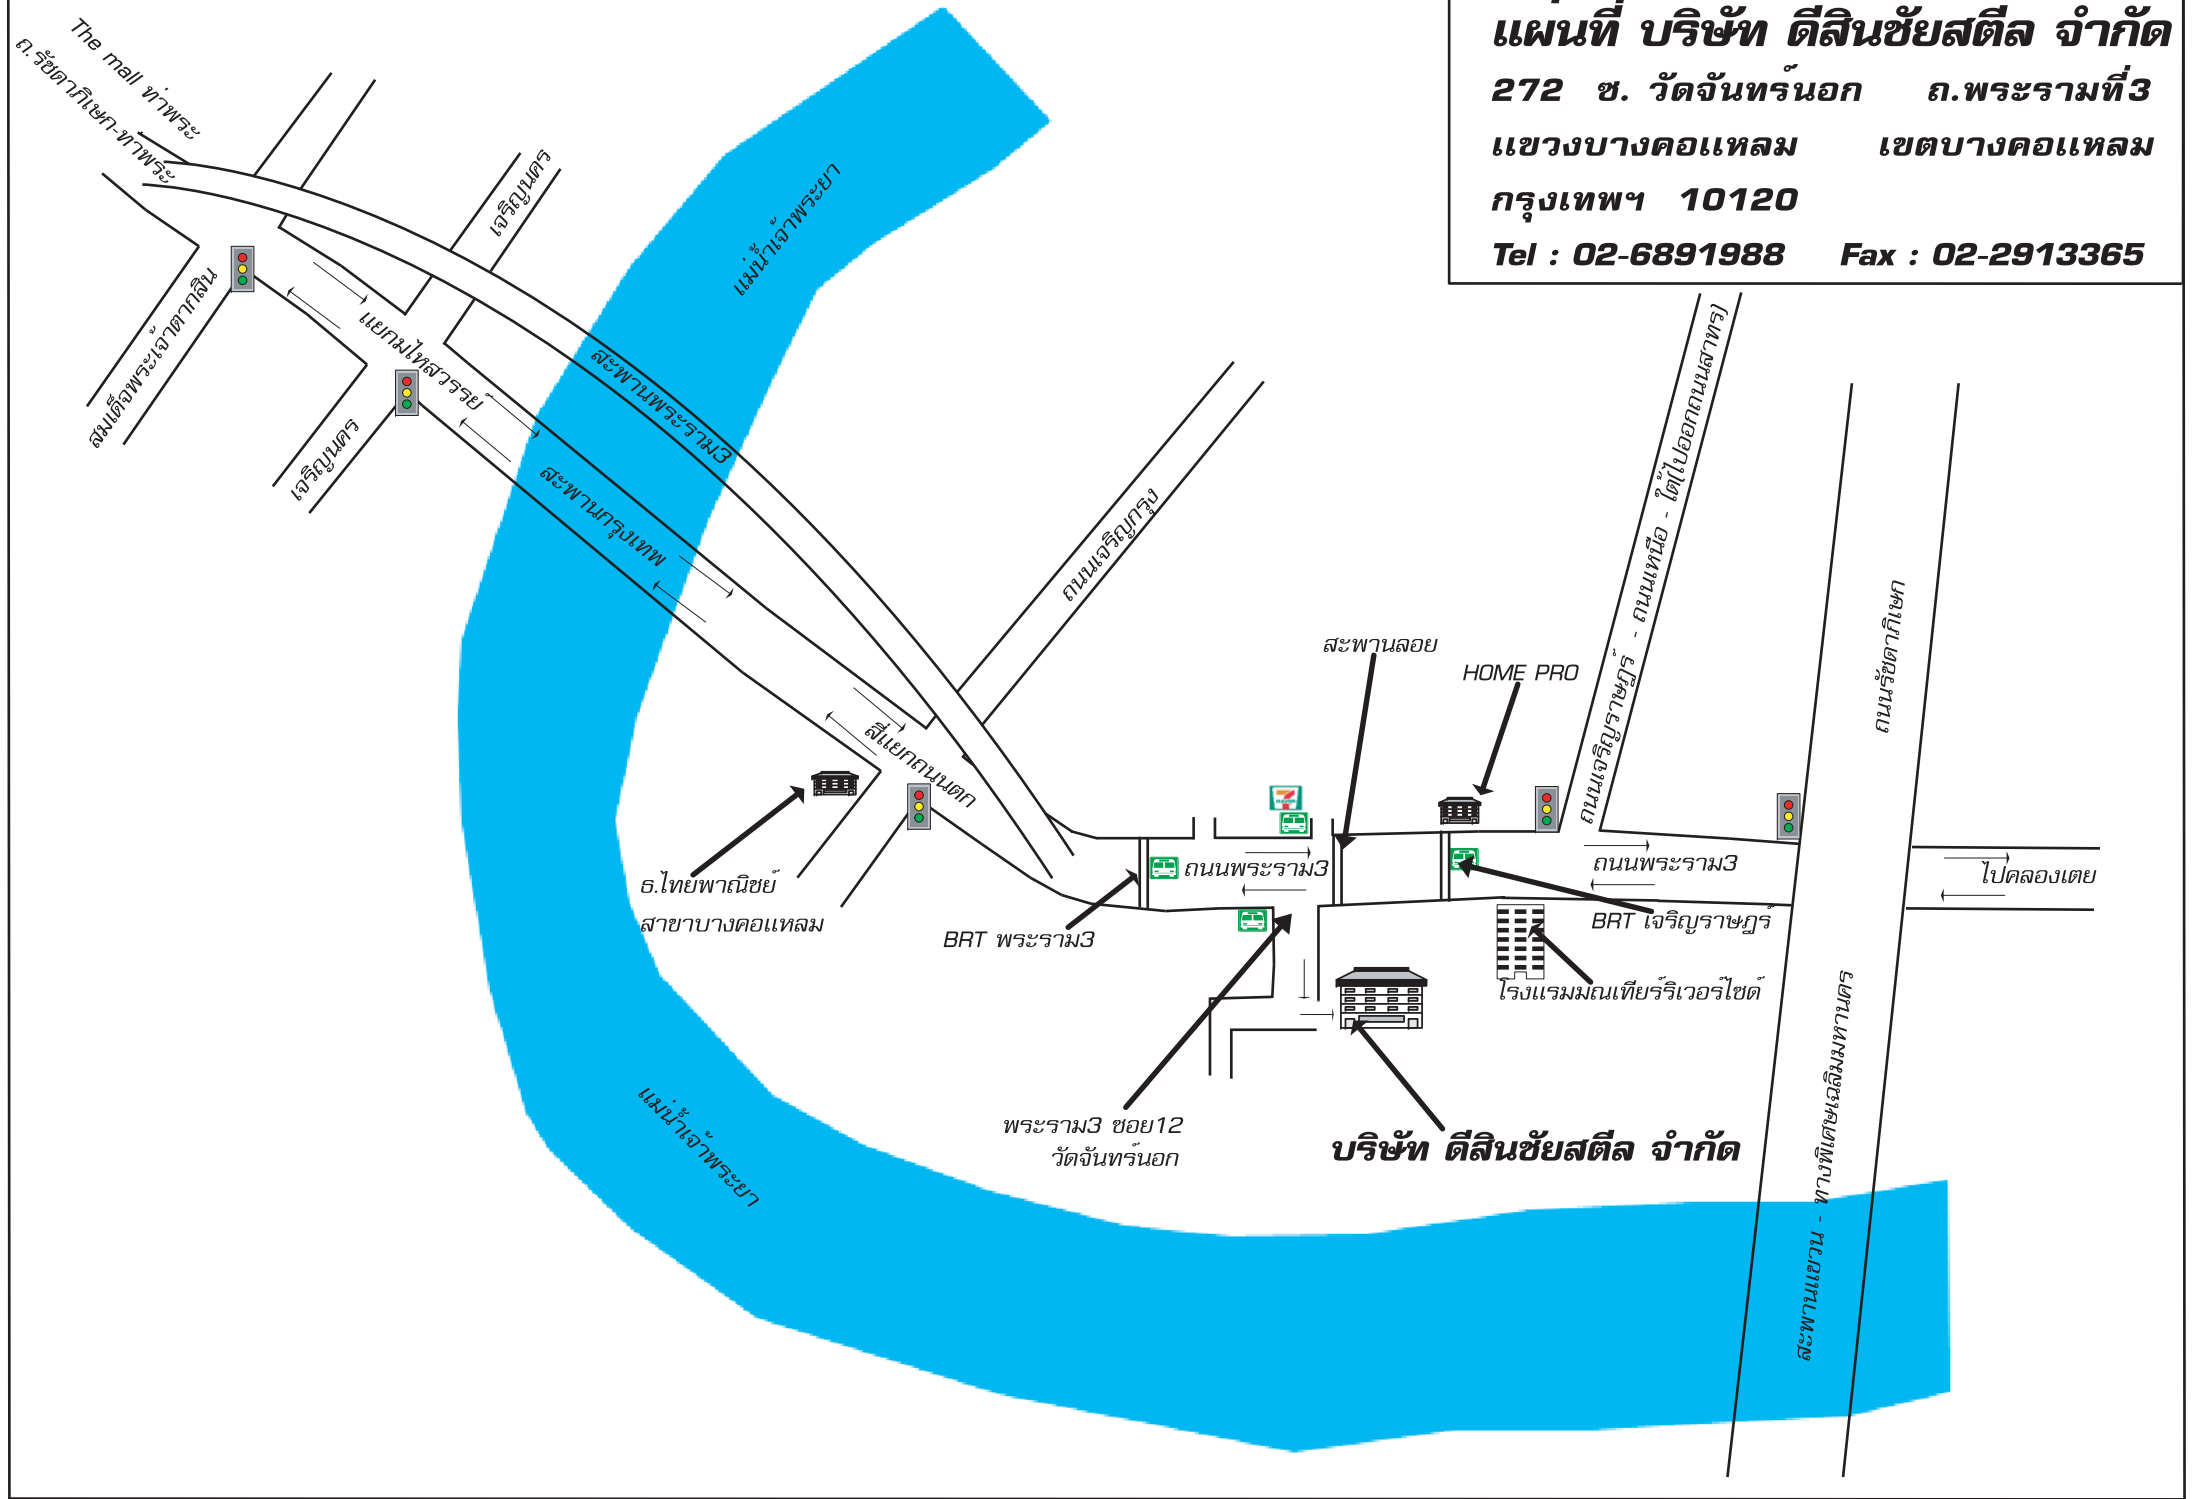 แผนที่ บริษัท ดีสินชัยสตีล จำกัด
272 ซ. วัดจันทร์นอก ถ.พระรามที่3
แขวงบางคอแหลม เขตบางคอแหลม
กรุงเทพฯ 10120
Tel : 02-6891988 Fax : 02-2913365
The mall ท่าพระ
ถ.รัชดาภิเษก-ท่าพระ
เจริญนคร
สมเด็จพระเจ้าตากสิน
แยกมไหสวรรย์
เจริญนคร
แม่น้ำเจ้าพระยา
สะพานพระราม3
สะพานกรุงเทพ
ถนนเจริญกรุง
สี่แยกถนนตก
ถนนเจริญราษฎร์ - ถนนเหนือ - ใต้(ไปออกถนนสาทร)
ถนนรัชดาภิเษก
สะพานลอย
HOME PRO
ธ.ไทยพาณิชย์
สาขาบางคอแหลม
BRT พระราม3
ถนนพระราม3
ถนนพระราม3
ไปคลองเตย
BRT เจริญราษฎร์
โรงแรมมณเฑียร์ริเวอร์ไซด์
พระราม3 ซอย12
วัดจันทร์นอก
บริษัท ดีสินชัยสตีล จำกัด
แม่น้ำเจ้าพระยา
สะพานแขวน - ทางพิเศษเฉลิมมหานคร